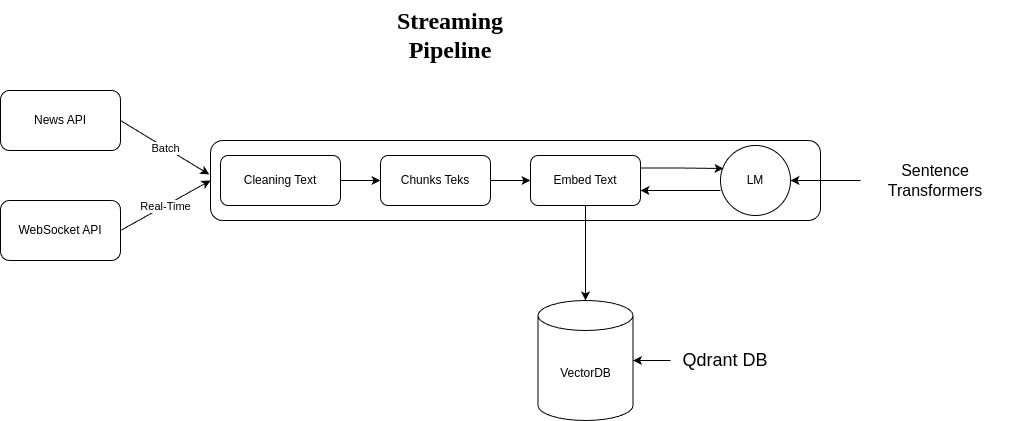 Streaming
Pipeline
News API
Batch
Cleaning Text
Chunks Teks
Embed Text
LM
Sentence
Transformers
Real-Time
WebSocket API
VectorDB
Qdrant DB